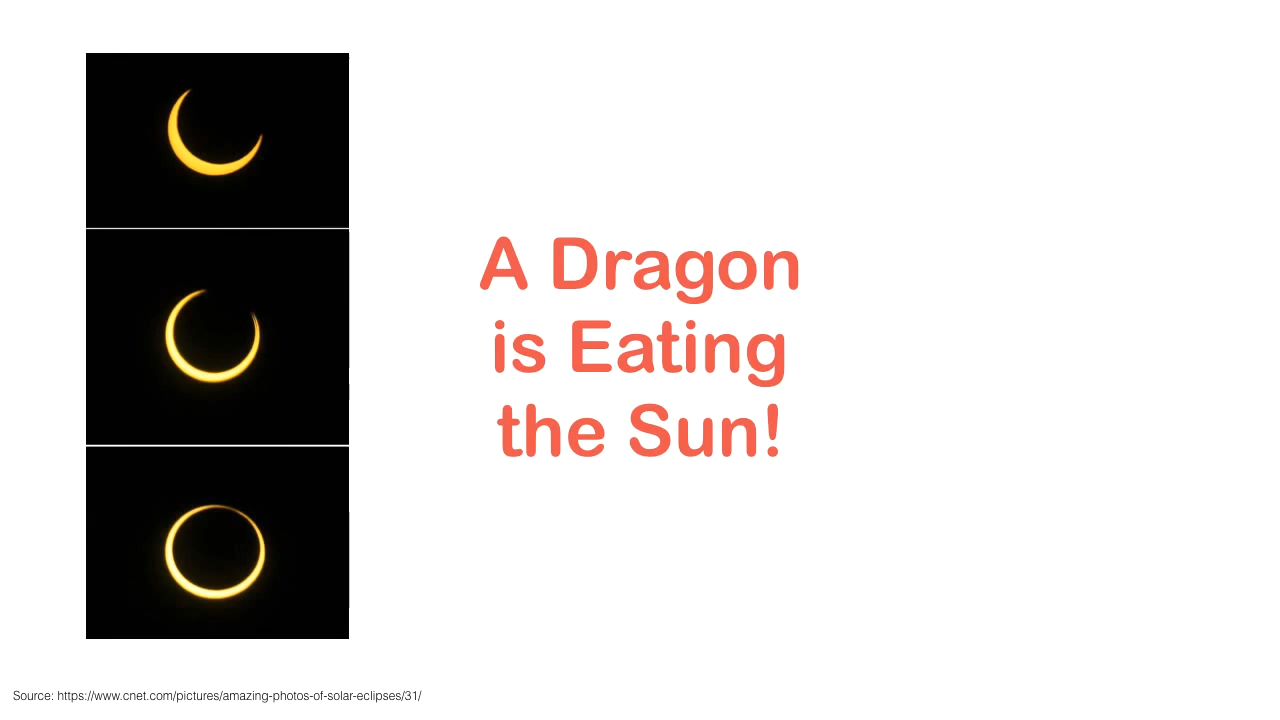 A Dragon
is Eating
the Sun!
Source: https://www.cnet.com/pictures/amazing-photos-of-solar-eclipses/31/